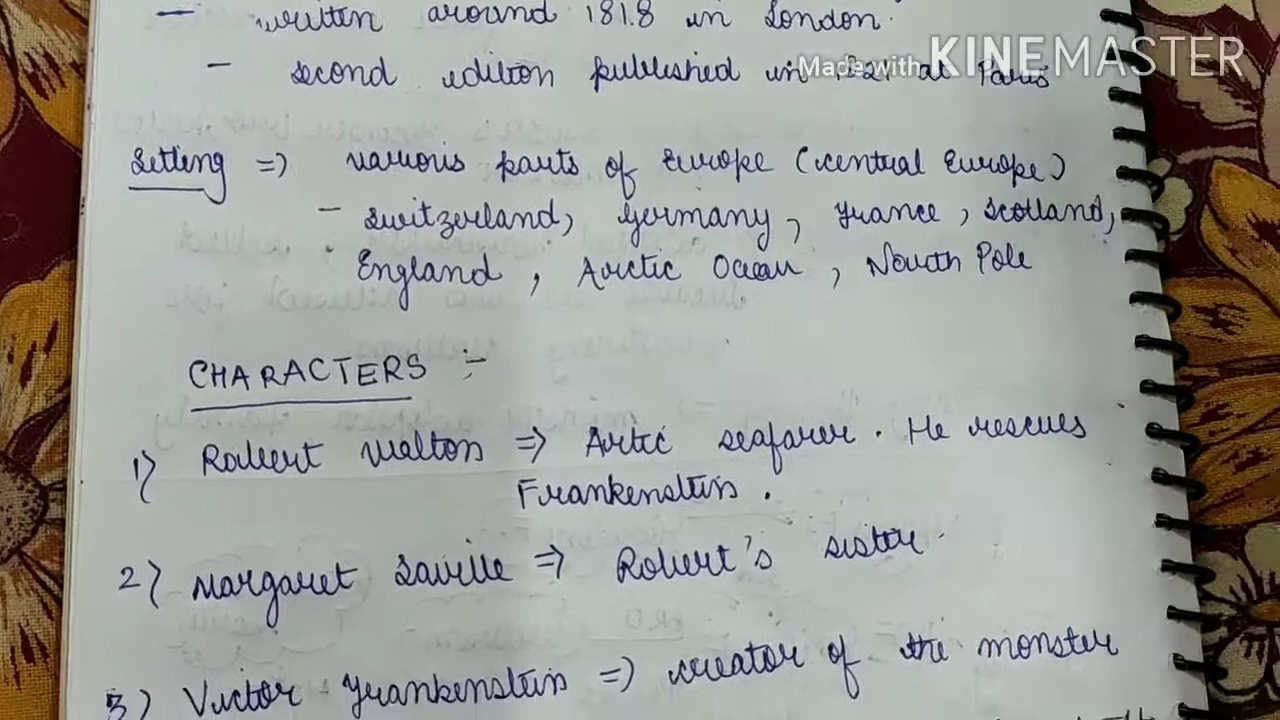 — written around 1818 in London.
— second edition published in 1821 at Paris
Made with KINEMASTER
Setting => various parts of Europe (central Europe)
— Switzerland, Germany, France, Scotland,
England, Arctic Ocean, North Pole
CHARACTERS :-
1) Robert Walton => Artic seafarer. He rescues
Frankenstein.
2) Margaret Saville => Robert's sister.
3) Victor Frankenstein => creator of the monster